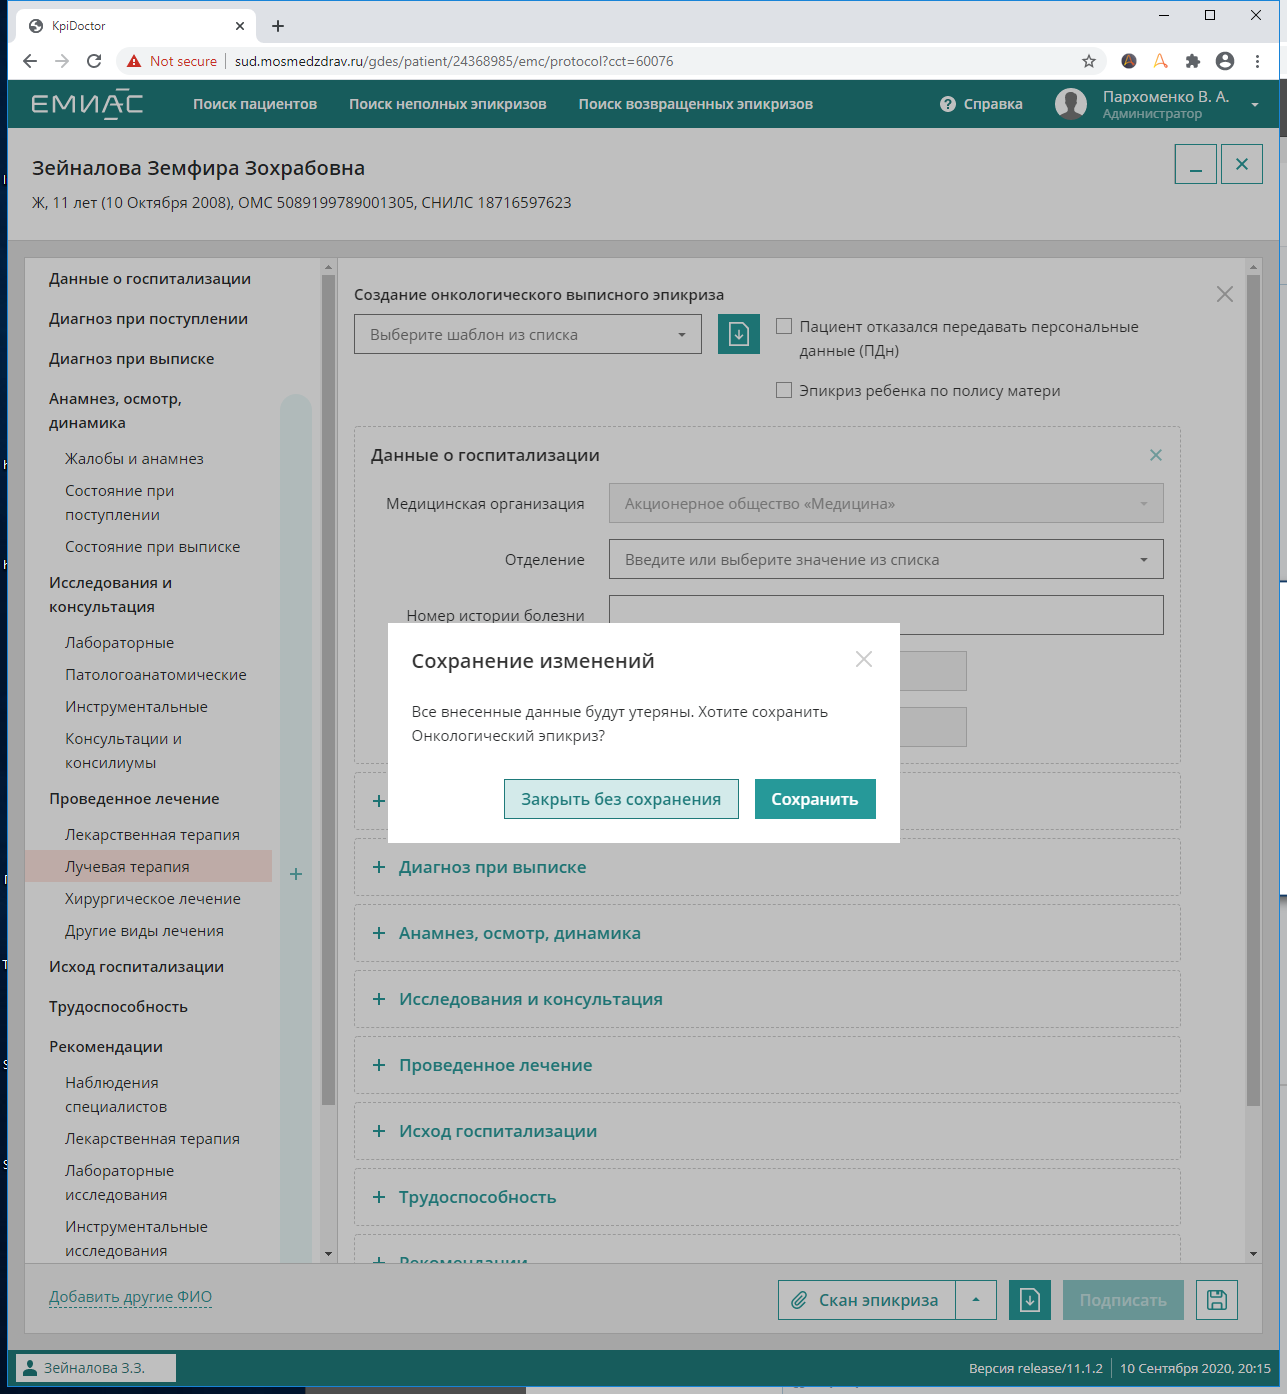 KpiDoctor
Not secure
sud.mosmedzdrav.ru/gdes/patient/24368985/emc/protocol?cct=60076
ЕМИАС
Поиск пациентов
Поиск неполных эпикризов
Поиск возвращенных эпикризов
Справка
Пархоменко В. А.
Администратор
Зейналова Земфира Зохрабовна
Ж, 11 лет (10 Октября 2008), ОМС 5089199789001305, СНИЛС 18716597623
Данные о госпитализации
Диагноз при поступлении
Диагноз при выписке
Анамнез, осмотр,
динамика
Жалобы и анамнез
Состояние при
поступлении
Состояние при выписке
Исследования и
консультация
Лабораторные
Патологоанатомические
Инструментальные
Консультации и
консилиумы
Проведенное лечение
Лекарственная терапия
Лучевая терапия
Хирургическое лечение
Другие виды лечения
Исход госпитализации
Трудоспособность
Рекомендации
Наблюдения
специалистов
Лекарственная терапия
Лабораторные
исследования
Инструментальные
исследования
Создание онкологического выписного эпикриза
Выберите шаблон из списка
Пациент отказался передавать персональные
данные (ПДн)
Эпикриз ребенка по полису матери
Данные о госпитализации
Медицинская организация
Акционерное общество «Медицина»
Отделение
Введите или выберите значение из списка
Номер истории болезни
Сохранение изменений
Все внесенные данные будут утеряны. Хотите сохранить
Онкологический эпикриз?
Закрыть без сохранения
Сохранить
Диагноз при выписке
Анамнез, осмотр, динамика
Исследования и консультация
Проведенное лечение
Исход госпитализации
Трудоспособность
Рекомендации
Добавить другие ФИО
Скан эпикриза
Подписать
Зейналова З.З.
Версия release/11.1.2
10 Сентября 2020, 20:15